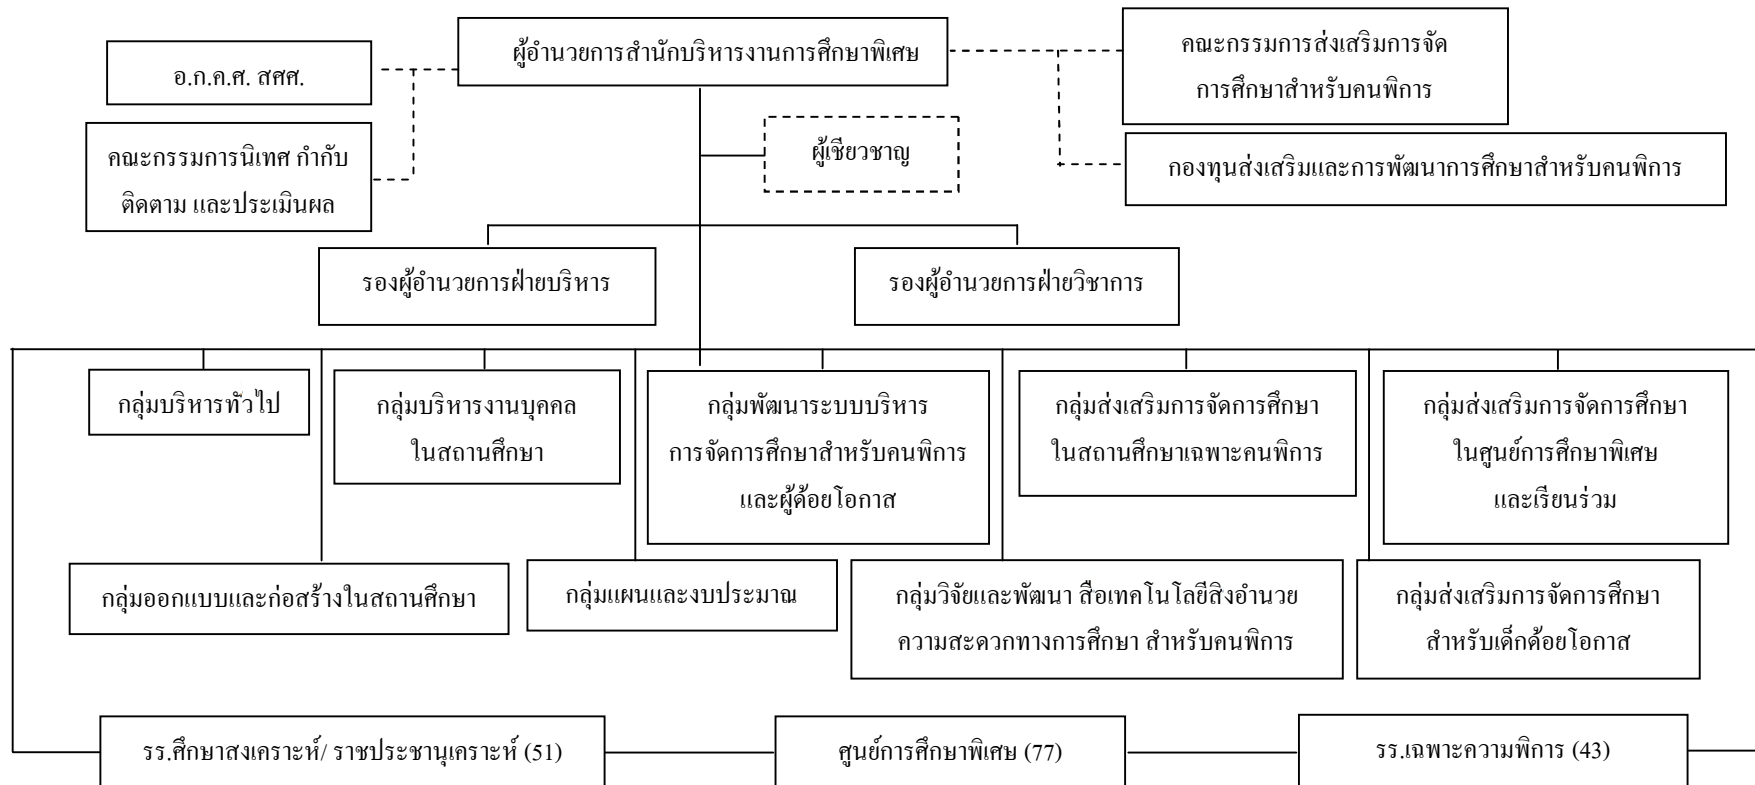 ผู้อำนวยการสำนักบริหารงานการศึกษาพิเศษ
คณะกรรมการส่งเสริมการจัด
การศึกษาสำหรับคนพิการ
อ.ก.ค.ศ. สศศ.
คณะกรรมการนิเทศ กำกับ
ติดตาม และประเมินผล
ผู้เชียวชาญ
กองทุนส่งเสริมและการพัฒนาการศึกษาสำหรับคนพิการ
รองผู้อำนวยการฝ่ายบริหาร
รองผู้อำนวยการฝ่ายวิชาการ
กลุ่มบริหารทัวไป
กลุ่มบริหารงานบุคคล
ในสถานศึกษา
กลุ่มพัฒนาระบบบริหาร
การจัดการศึกษาสำหรับคนพิการ
และผู้ด้อยโอกาส
กลุ่มส่งเสริมการจัดการศึกษา
ในสถานศึกษาเฉพาะคนพิการ
กลุ่มส่งเสริมการจัดการศึกษา
ในศูนย์การศึกษาพิเศษ
และเรียนร่วม
กลุ่มออกแบบและก่อสร้างในสถานศึกษา
กลุ่มแผนและงบประมาณ
กลุ่มวิจัยและพัฒนา สือเทคโนโลยีสิงอำนวย
ความสะดวกทางการศึกษา สำหรับคนพิการ
กลุ่มส่งเสริมการจัดการศึกษา
สำหรับเด็กด้อยโอกาส
รร.ศึกษาสงเคราะห์/ ราชประชานุเคราะห์ (51)
ศูนย์การศึกษาพิเศษ (77)
รร.เฉพาะความพิการ (43)